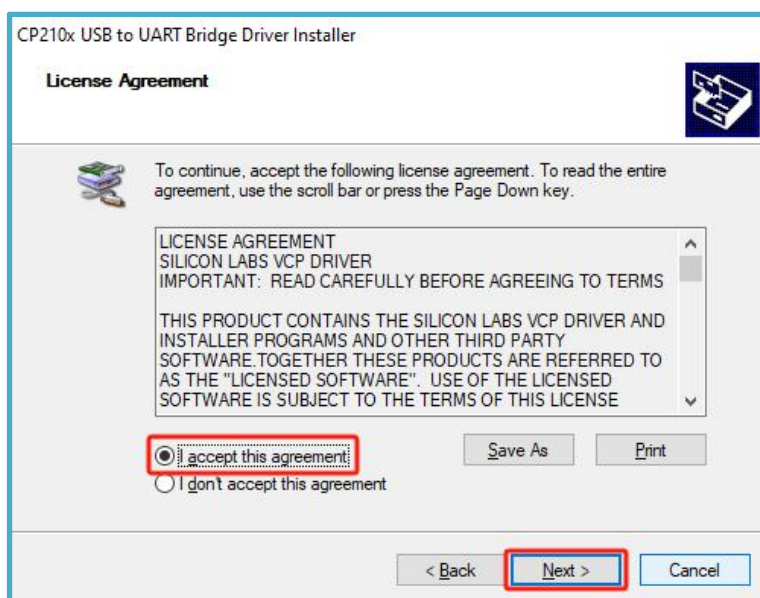 CP210x USB to UART Bridge Driver Installer
License Agreement
To continue, accept the following license agreement. To read the entire
agreement, use the scroll bar or press the Page Down key.
LICENSE AGREEMENT
SILICON LABS VCP DRIVER
IMPORTANT:  READ CAREFULLY BEFORE AGREEING TO TERMS
THIS PRODUCT CONTAINS THE SILICON LABS VCP DRIVER AND
INSTALLER PROGRAMS AND OTHER THIRD PARTY
SOFTWARE.TOGETHER THESE PRODUCTS ARE REFERRED TO
AS THE "LICENSED SOFTWARE".  USE OF THE LICENSED
SOFTWARE IS SUBJECT TO THE TERMS OF THIS LICENSE
I accept this agreement
Save As
Print
I don't accept this agreement
< Back
Next >
Cancel